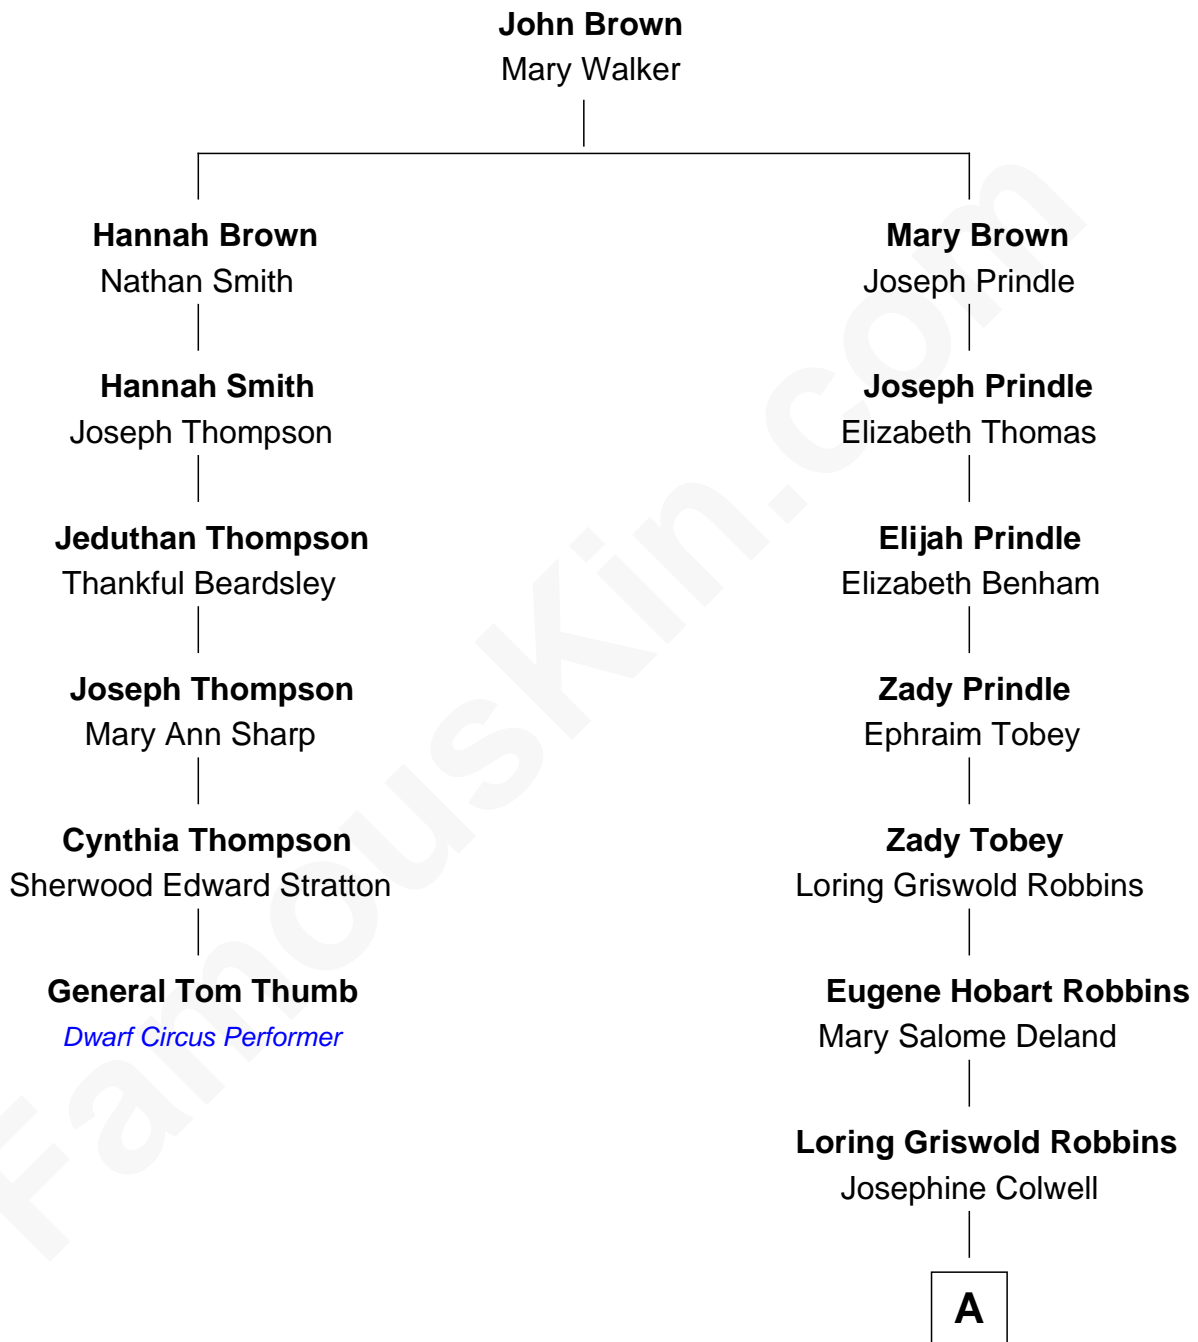 John Brown
Mary Walker
Hannah Brown
Nathan Smith
Hannah Smith
Joseph Thompson
Jeduthan Thompson
Thankful Beardsley
Joseph Thompson
Mary Ann Sharp
Cynthia Thompson
Sherwood Edward Stratton
General Tom Thumb
Dwarf Circus Performer
Mary Brown
Joseph Prindle
Joseph Prindle
Elizabeth Thomas
Elijah Prindle
Elizabeth Benham
Zady Prindle
Ephraim Tobey
Zady Tobey
Loring Griswold Robbins
Eugene Hobart Robbins
Mary Salome Deland
Loring Griswold Robbins
Josephine Colwell
A
FamousKin.com